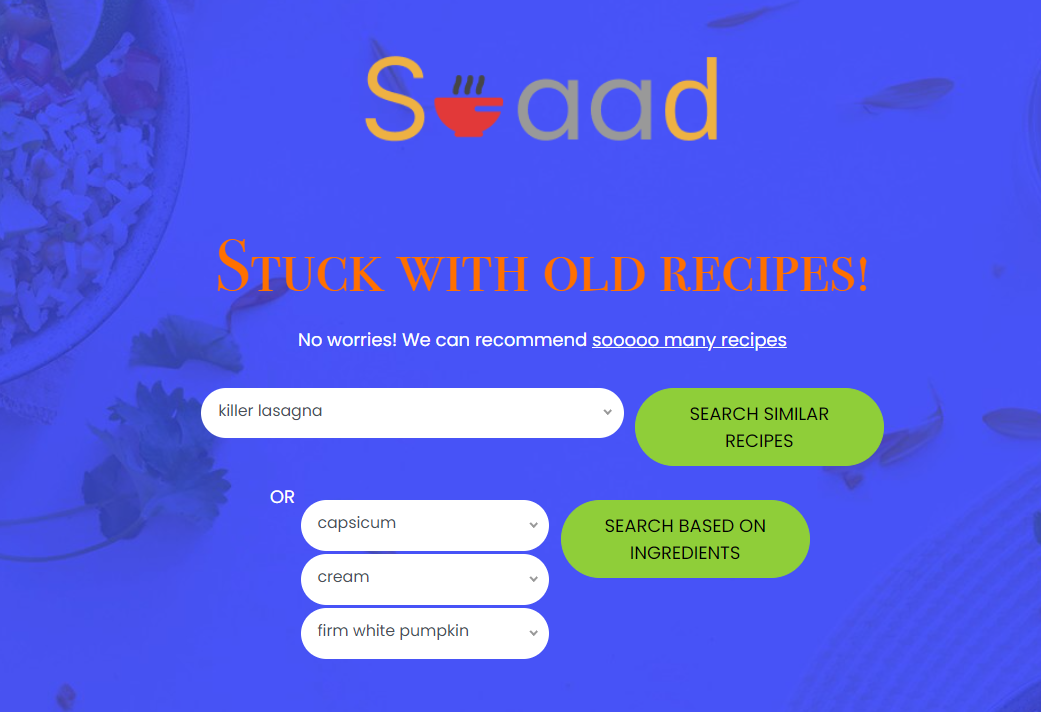 Swaad
Stuck with old recipes!
No worries! We can recommend sooooo many recipes
killer lasagna
SEARCH SIMILAR
RECIPES
OR
capsicum
SEARCH BASED ON
INGREDIENTS
cream
firm white pumpkin